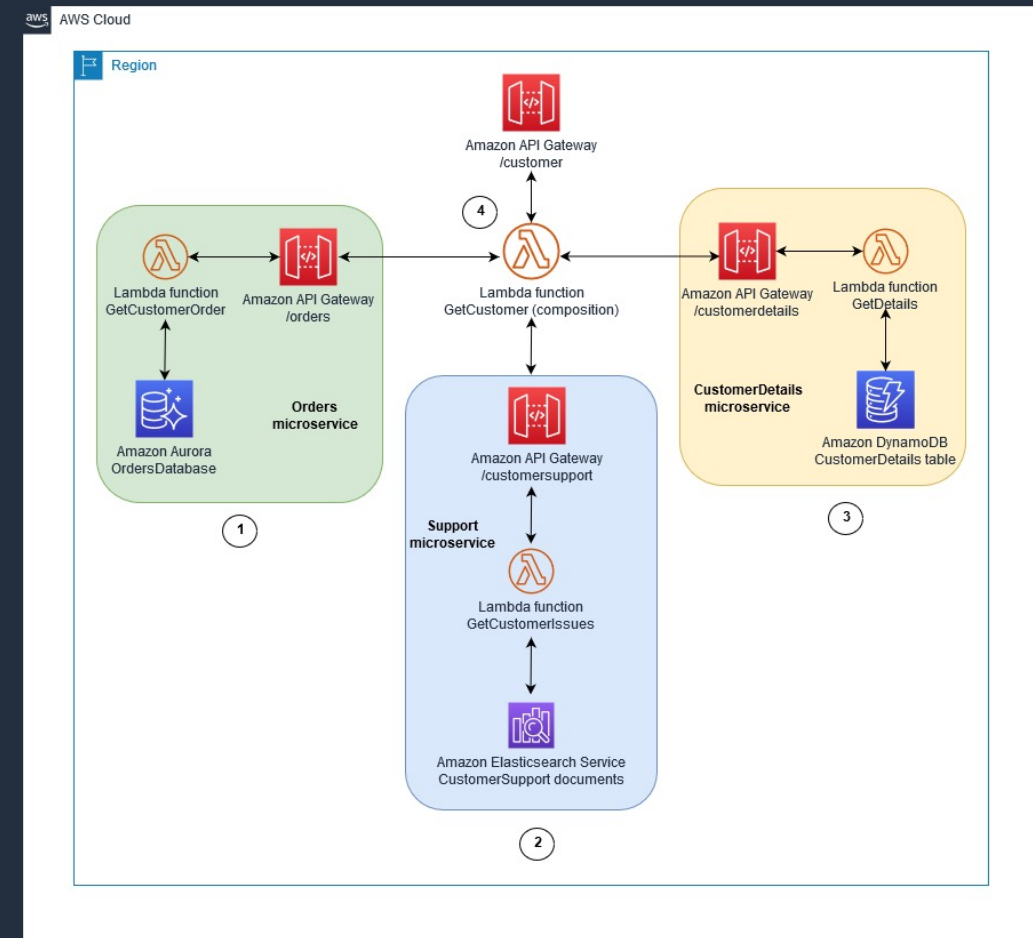 aws
AWS Cloud
Region
Amazon API Gateway
/customer
4
Lambda function
GetCustomerOrder
Amazon API Gateway
/orders
Lambda function
GetCustomer (composition)
Amazon API Gateway
/customerdetails
Lambda function
GetDetails
Amazon Aurora
OrdersDatabase
Orders
microservice
Amazon API Gateway
/customersupport
CustomerDetails
microservice
Amazon DynamoDB
CustomerDetails table
1
3
Support
microservice
Lambda function
GetCustomerIssues
Amazon Elasticsearch Service
CustomerSupport documents
2